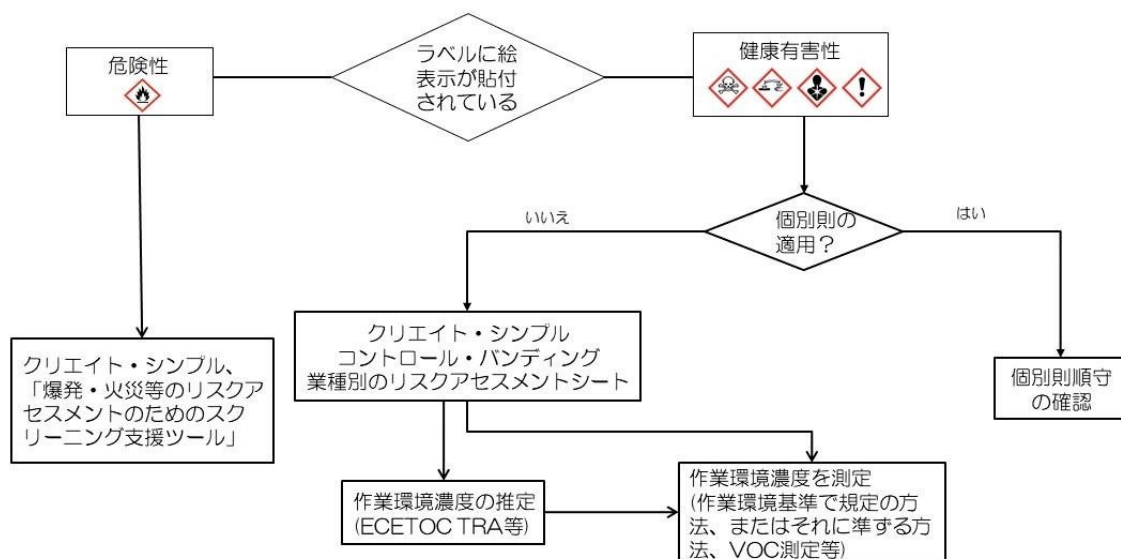 危険性
ラベルに絵
表示が貼付
されている
健康有害性
いいえ
個別則の
適用？
はい
クリエイト・シンプル、
「爆発・火災等のリスクア
セスメントのためのスク
リーニング支援ツール」
クリエイト・シンプル
コントロール・バンディング
業種別のリスクアセスメントシート
個別則順守
の確認
作業環境濃度の推定
(ECETOC TRA等)
作業環境濃度を測定
(作業環境基準で規定の方
法、またはそれに準ずる方
法、VOC測定等)